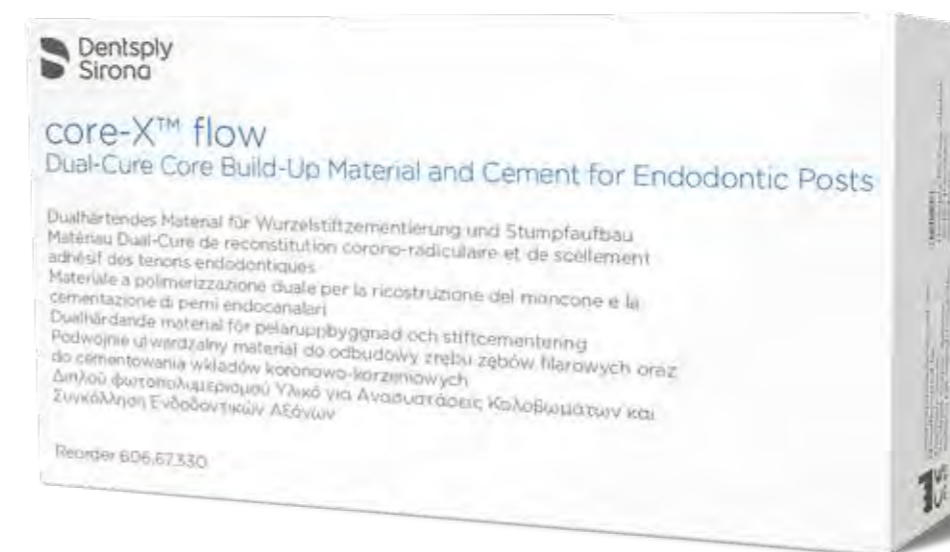 Dentsply
Sirona
core-X™ flow
Dual-Cure Core Build-Up Material and Cement for Endodontic Posts
Dualhärtendes Material für Wurzelstiftzementierung und Stumpfaufbau
Matériau Dual-Cure de reconstitution corono-radiculaire et de scellement
adhésif des tenons endodontiques
Materiale a polimerizzazione duale per la ricostruzione del moncone e la
cementazione di perni endocanalari
Dualhärdande material för pelaruppbyggnad och stiftcementering
Podwójnie utwardzalny materiał do odbudowy zrębu zębów filarowych oraz
do cementowania wkładów koronowo-korzeniowych
Διπλού φωτοπολυμερισμού Υλικό για Ανασυστάσεις Κολοβωμάτων και
Συγκόλληση Ενδοδοντικών Αξόνων
Reorder 606.67.330